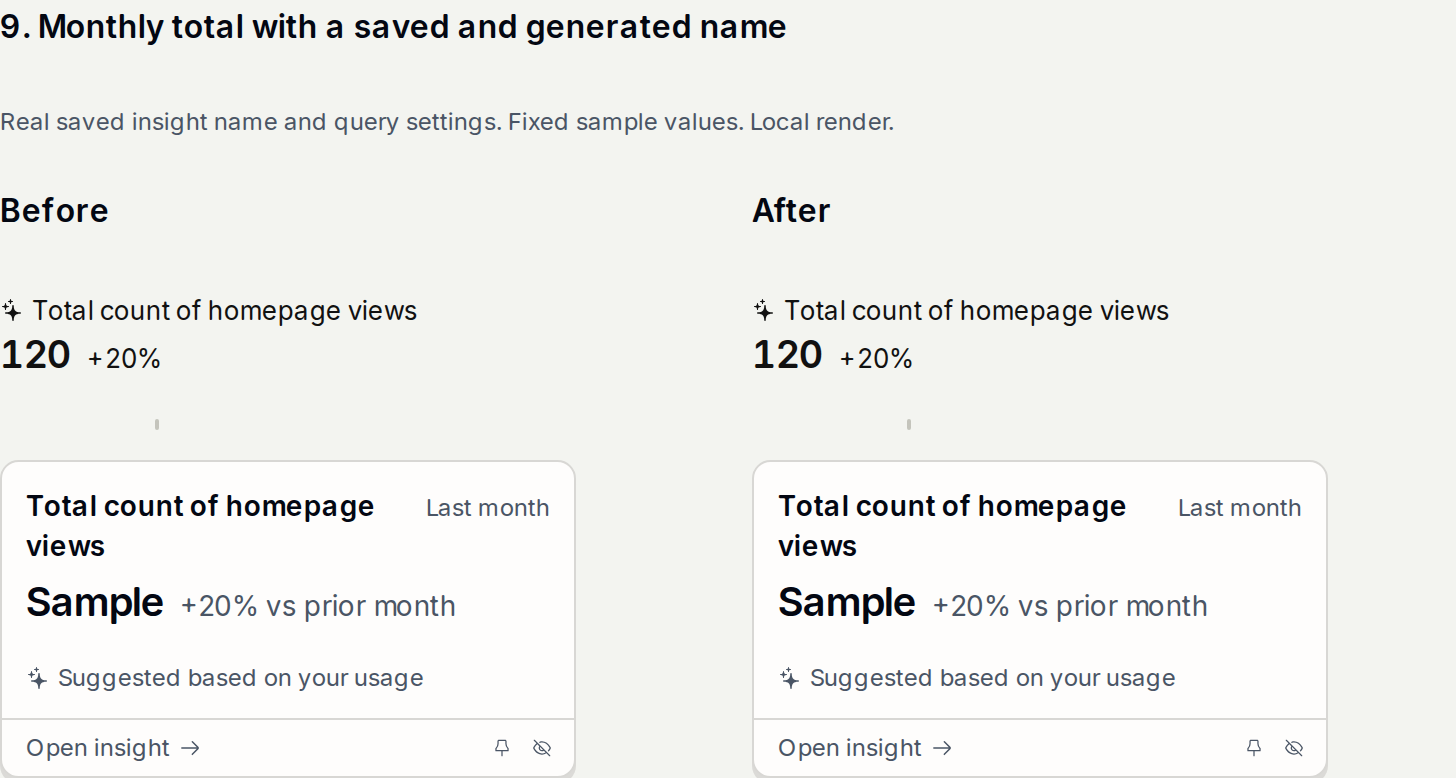 9. Monthly total with a saved and generated name
Real saved insight name and query settings. Fixed sample values. Local render.
Before
Total count of homepage views
120 +20%
Total count of homepage views
Last month
Sample +20% vs prior month
Suggested based on your usage
Open insight →
After
Total count of homepage views
120 +20%
Total count of homepage views
Last month
Sample +20% vs prior month
Suggested based on your usage
Open insight →